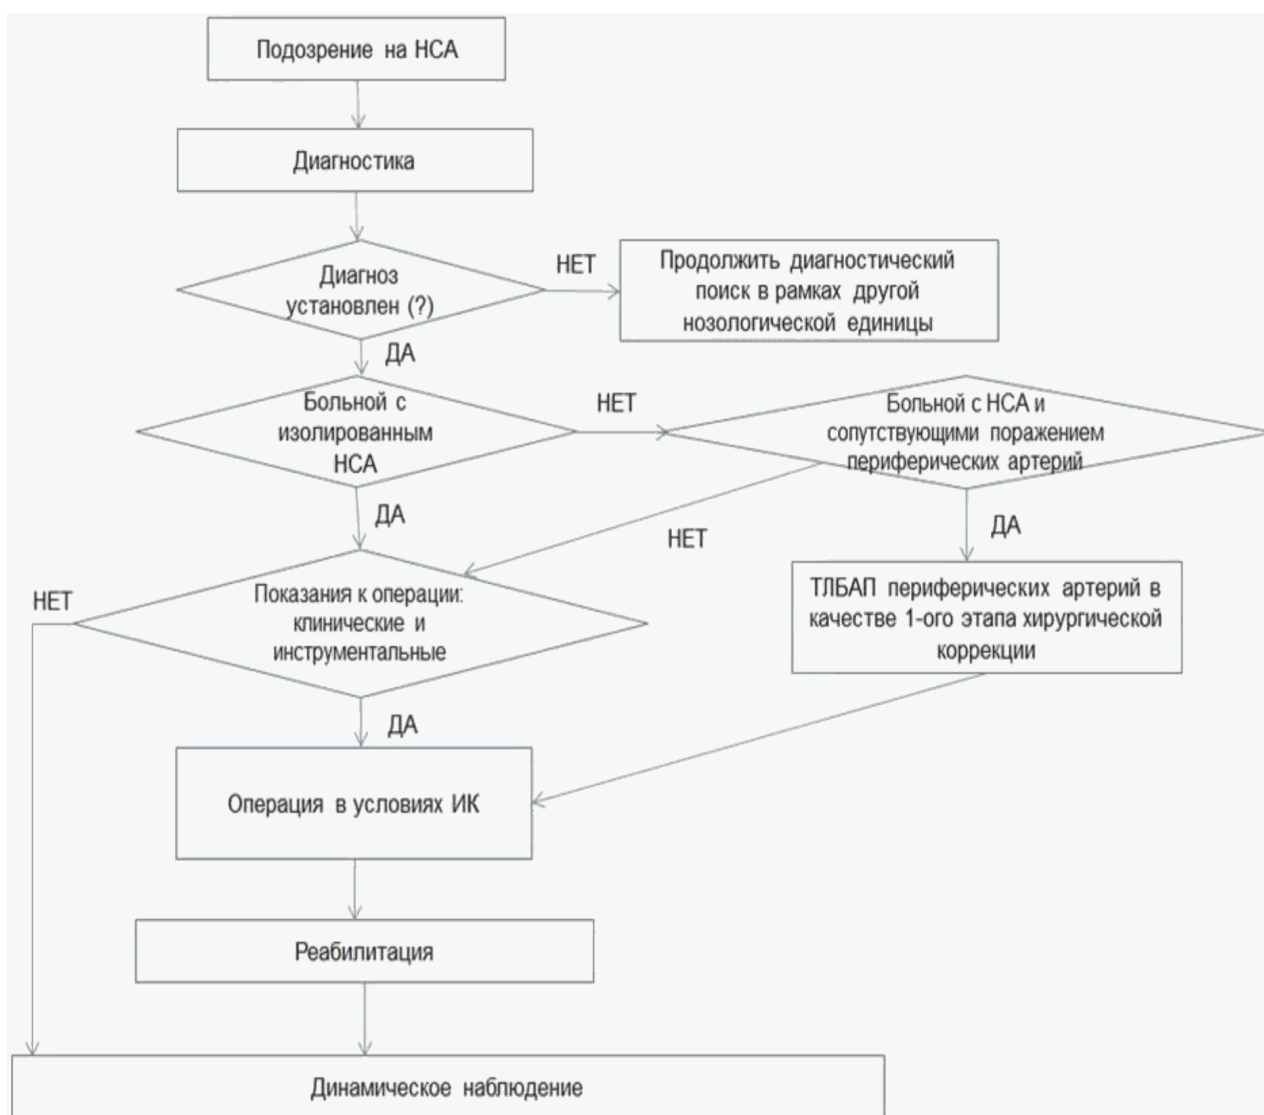 Подозрение на НСА
Диагностика
Диагноз
установлен (?)
НЕТ
Продолжить диагностический
поиск в рамках другой
нозологической единицы
ДА
Больной с
изолированным
НСА
НЕТ
Больной с НСА и
сопутствующими поражением
периферических артерий
ДА
НЕТ
ДА
НЕТ
Показания к операции:
клинические и
инструментальные
ТЛБАП периферических артерий в
качестве 1-ого этапа хирургической
коррекции
ДА
Операция в условиях ИК
Реабилитация
Динамическое наблюдение